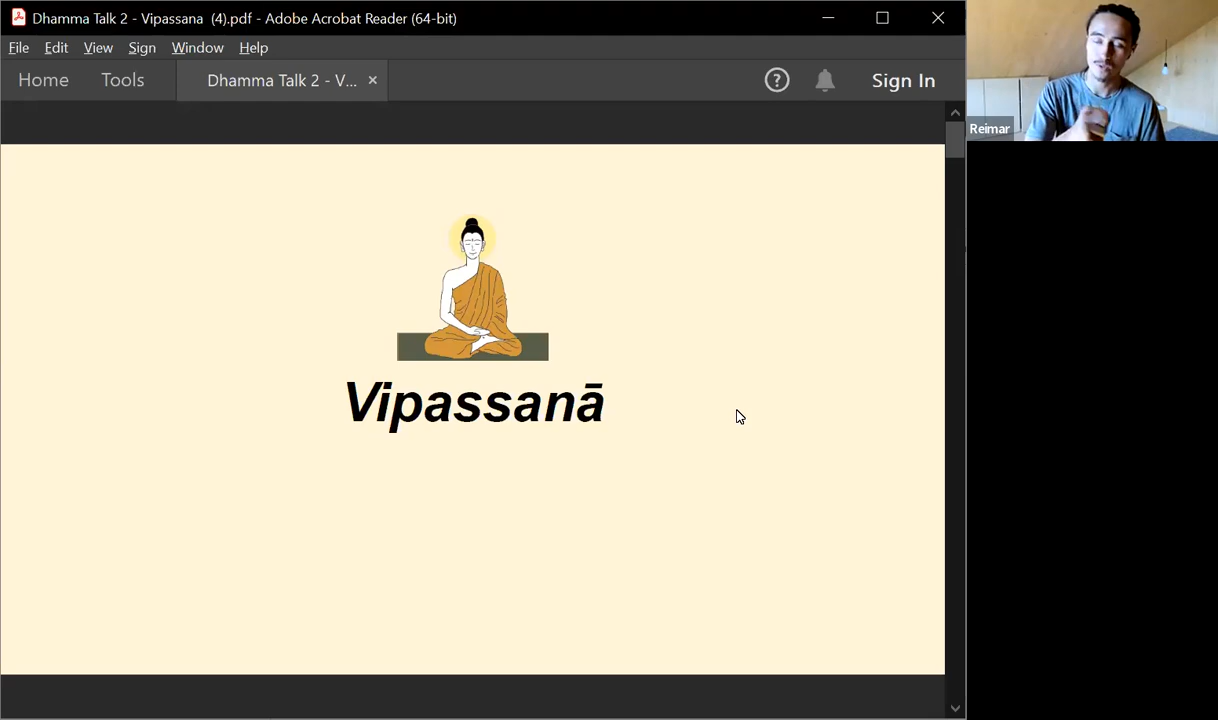 Dhamma Talk 2 - Vipassana  (4).pdf - Adobe Acrobat Reader (64-bit)
File Edit View Sign Window Help
Home Tools Dhamma Talk 2 - V... × ? Sign In
Reimar
Vipassanā